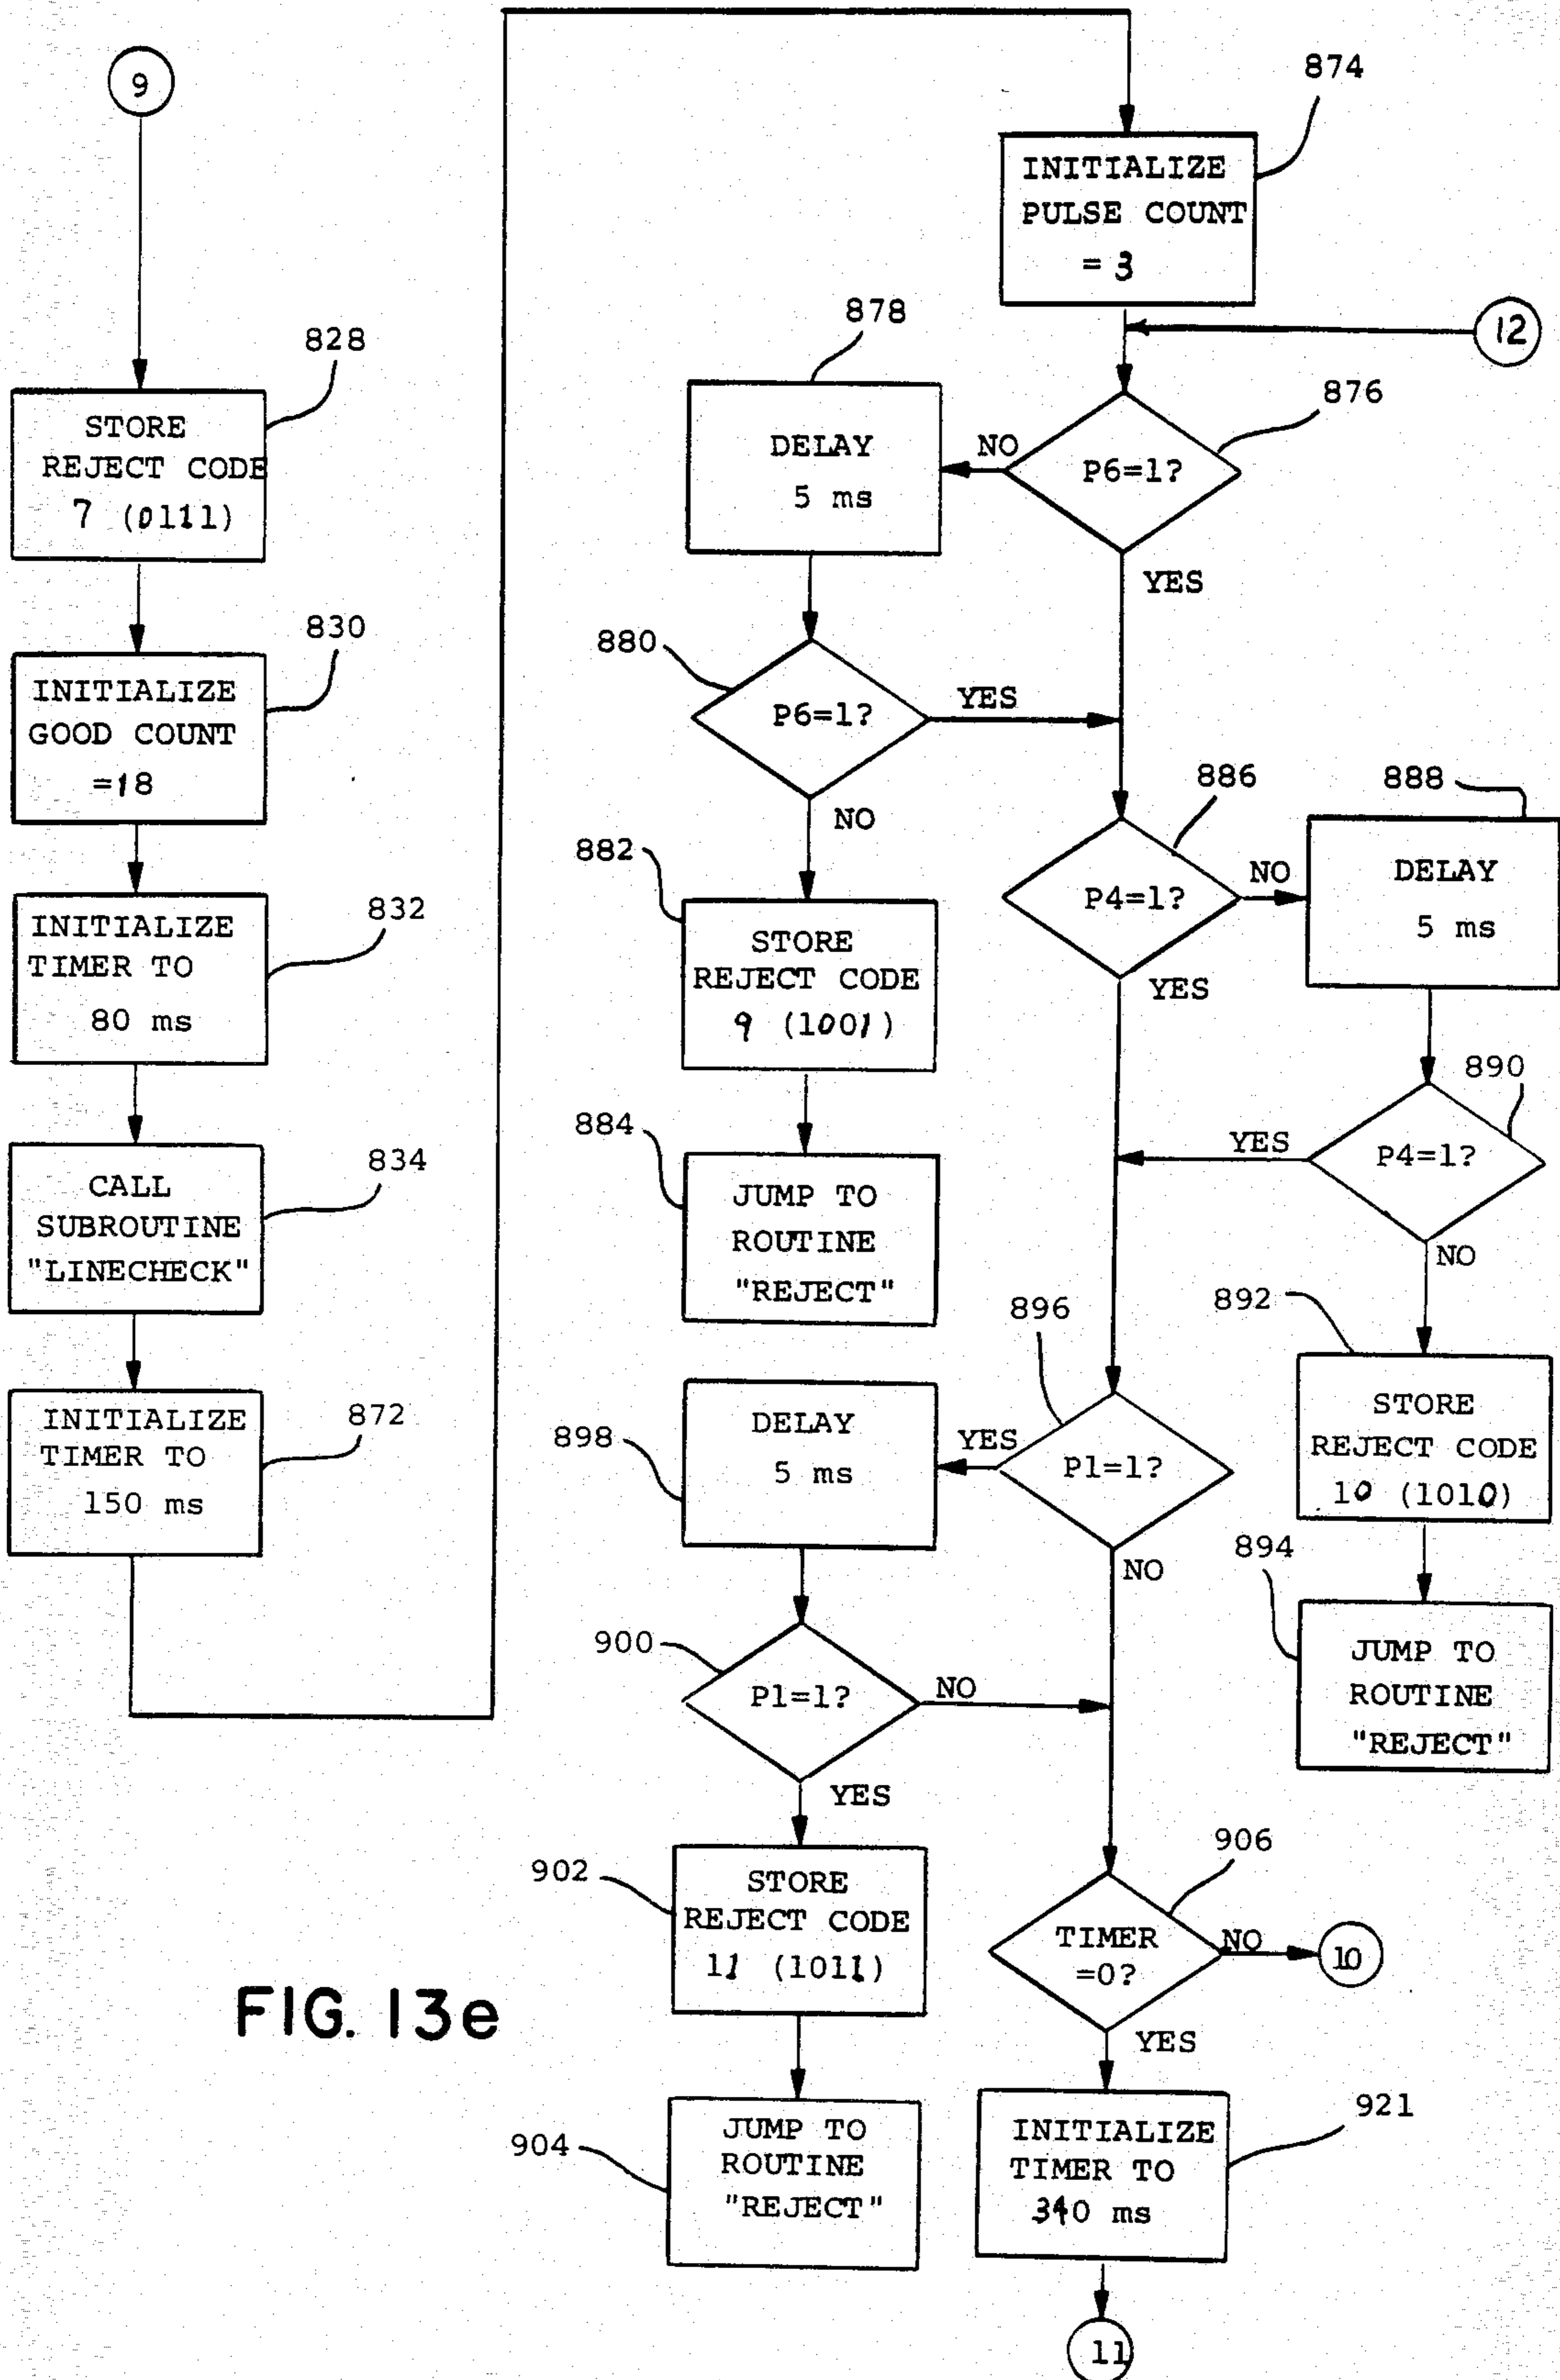 9
828
STORE
REJECT CODE
7 (0111)
830
INITIALIZE
GOOD COUNT
=18
832
INITIALIZE
TIMER TO
80 ms
834
CALL
SUBROUTINE
"LINECHECK"
872
INITIALIZE
TIMER TO
150 ms
874
INITIALIZE
PULSE COUNT
= 3
12
876
P6=1?
NO
YES
878
DELAY
5 ms
880
P6=1?
YES
NO
882
STORE
REJECT CODE
9 (1001)
884
JUMP TO
ROUTINE
"REJECT"
886
P4=1?
NO
YES
888
DELAY
5 ms
890
P4=1?
YES
NO
892
STORE
REJECT CODE
10 (1010)
894
JUMP TO
ROUTINE
"REJECT"
896
P1=1?
YES
NO
898
DELAY
5 ms
900
P1=1?
NO
YES
902
STORE
REJECT CODE
11 (1011)
904
JUMP TO
ROUTINE
"REJECT"
906
TIMER
=0?
NO
10
YES
921
INITIALIZE
TIMER TO
340 ms
11
FIG. 13e